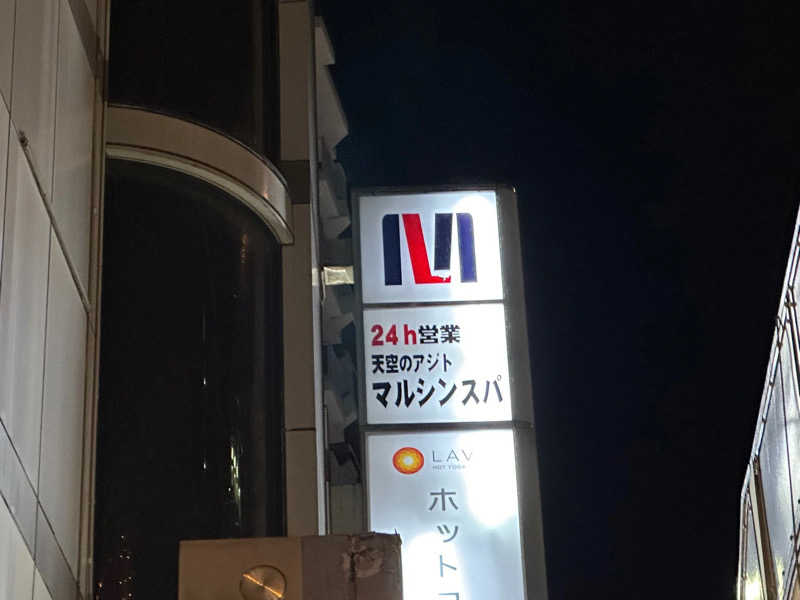 24h営業
天空のアジト
マルシンスパ
LAV
HOT YOGA
ホット